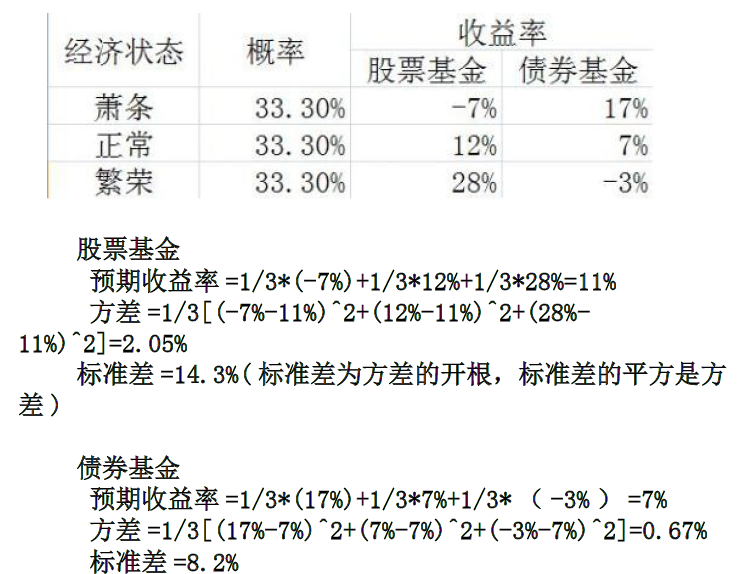 经济状态 概率 收益率
股票基金 债券基金
萧条 33.30% -7% 17%
正常 33.30% 12% 7%
繁荣 33.30% 28% -3%
股票基金
预期收益率=1/3*(-7%)+1/3*12%+1/3*28%=11%
方差=1/3[(-7%-11%)^2+(12%-11%)^2+(28%-
11%)^2]=2.05%
标准差=14.3%(标准差为方差的开根，标准差的平方是方
差)
债券基金
预期收益率=1/3*(17%)+1/3*7%+1/3*（-3%）=7%
方差=1/3[(17%-7%)^2+(7%-7%)^2+(-3%-7%)^2]=0.67%
标准差=8.2%